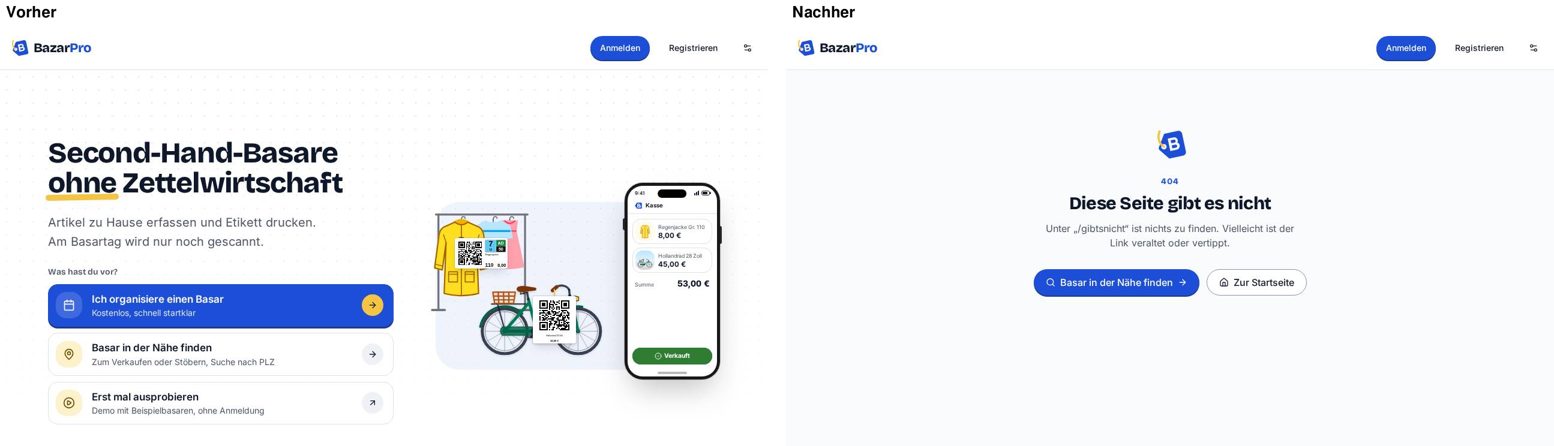 Vorher
BazarPro
Anmelden
Registrieren
Second-Hand-Basare
ohne Zettelwirtschaft
Artikel zu Hause erfassen und Etikett drucken.
Am Basartag wird nur noch gescannt.
Was hast du vor?
Ich organisiere einen Basar
Kostenlos, schnell startklar
Basar in der Nähe finden
Zum Verkaufen oder Stöbern, Suche nach PLZ
Erst mal ausprobieren
Demo mit Beispielbasaren, ohne Anmeldung
110 8,00
9:41
Kasse
Regenjacke Gr. 110
8,00 €
Hollandrad 28 Zoll
45,00 €
Summe 53,00 €
Verkauft
Nachher
BazarPro
Anmelden
Registrieren
B
404
Diese Seite gibt es nicht
Unter „/gibtsnicht“ ist nichts zu finden. Vielleicht ist der
Link veraltet oder vertippt.
Basar in der Nähe finden
Zur Startseite